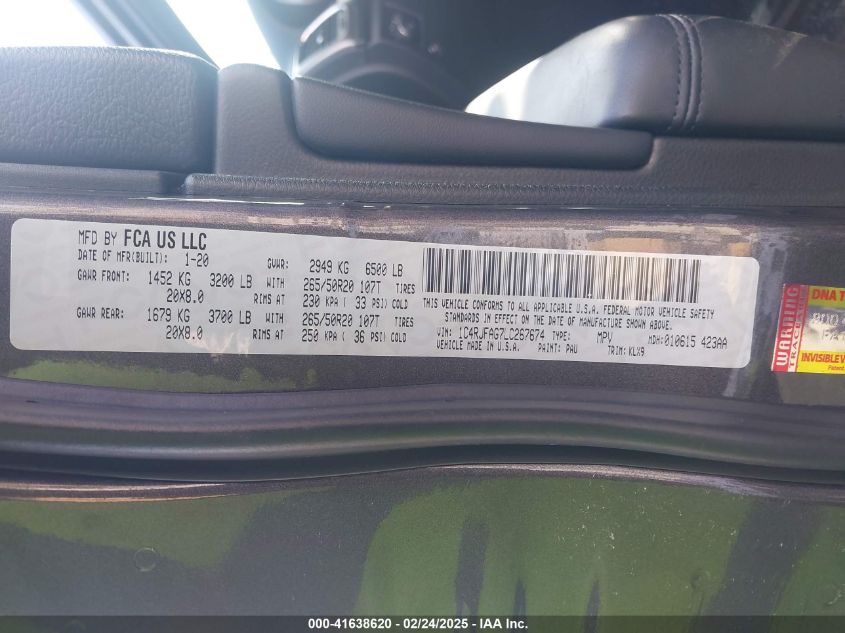 MFD BY FCA US LLC
DATE OF MFR(BUILT): 1-20 GVWR: 2949 KG 6500 LB
GAWR FRONT: 1452 KG 3200 LB WITH 265/50R20 107T TIRES
20X8.0 RIMS AT 230 KPA ( 33 PSI) COLD
GAWR REAR: 1679 KG 3700 LB WITH 265/50R20 107T TIRES
20X8.0 RIMS AT 250 KPA ( 36 PSI) COLD
THIS VEHICLE CONFORMS TO ALL APPLICABLE U.S.A. FEDERAL MOTOR VEHICLE SAFETY
STANDARDS IN EFFECT ON THE DATE OF MANUFACTURE SHOWN ABOVE.
VIN: 1C4RJFAG7LC267674 TYPE: MPV MDH:010615 423AA
VEHICLE MADE IN U.S.A. PAINT: PAU TRIM: KLX9
WARNING
DNA T
INVISIBLE
Patent
000-41638620 / 02/24/2025 - IAA Inc.